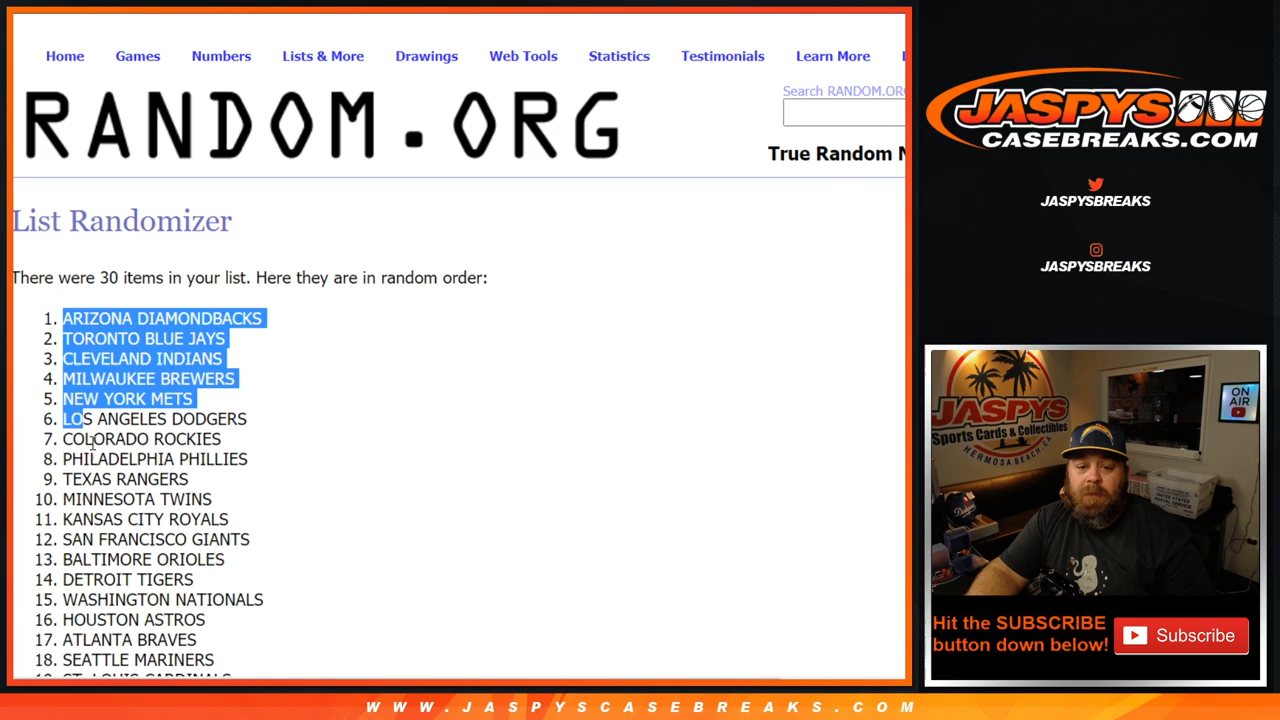 Home Games Numbers Lists & More Drawings Web Tools Statistics Testimonials Learn More
RANDOM.ORG
Search RANDOM.ORG
True Random N
List Randomizer
There were 30 items in your list. Here they are in random order:
1. ARIZONA DIAMONDBACKS
2. TORONTO BLUE JAYS
3. CLEVELAND INDIANS
4. MILWAUKEE BREWERS
5. NEW YORK METS
6. LOS ANGELES DODGERS
7. COLORADO ROCKIES
8. PHILADELPHIA PHILLIES
9. TEXAS RANGERS
10. MINNESOTA TWINS
11. KANSAS CITY ROYALS
12. SAN FRANCISCO GIANTS
13. BALTIMORE ORIOLES
14. DETROIT TIGERS
15. WASHINGTON NATIONALS
16. HOUSTON ASTROS
17. ATLANTA BRAVES
18. SEATTLE MARINERS
19. ST. LOUIS CARDINALS
JASPYS
CASEBREAKS.COM
JASPYSBREAKS
JASPYSBREAKS
JASPYS
Sports Cards & Collectibles
HERMOSA BEACH, CA
ON
AIR
Dodgers
Hit the SUBSCRIBE
button down below!
Subscribe
WWW.JASPYSCASEBREAKS.COM